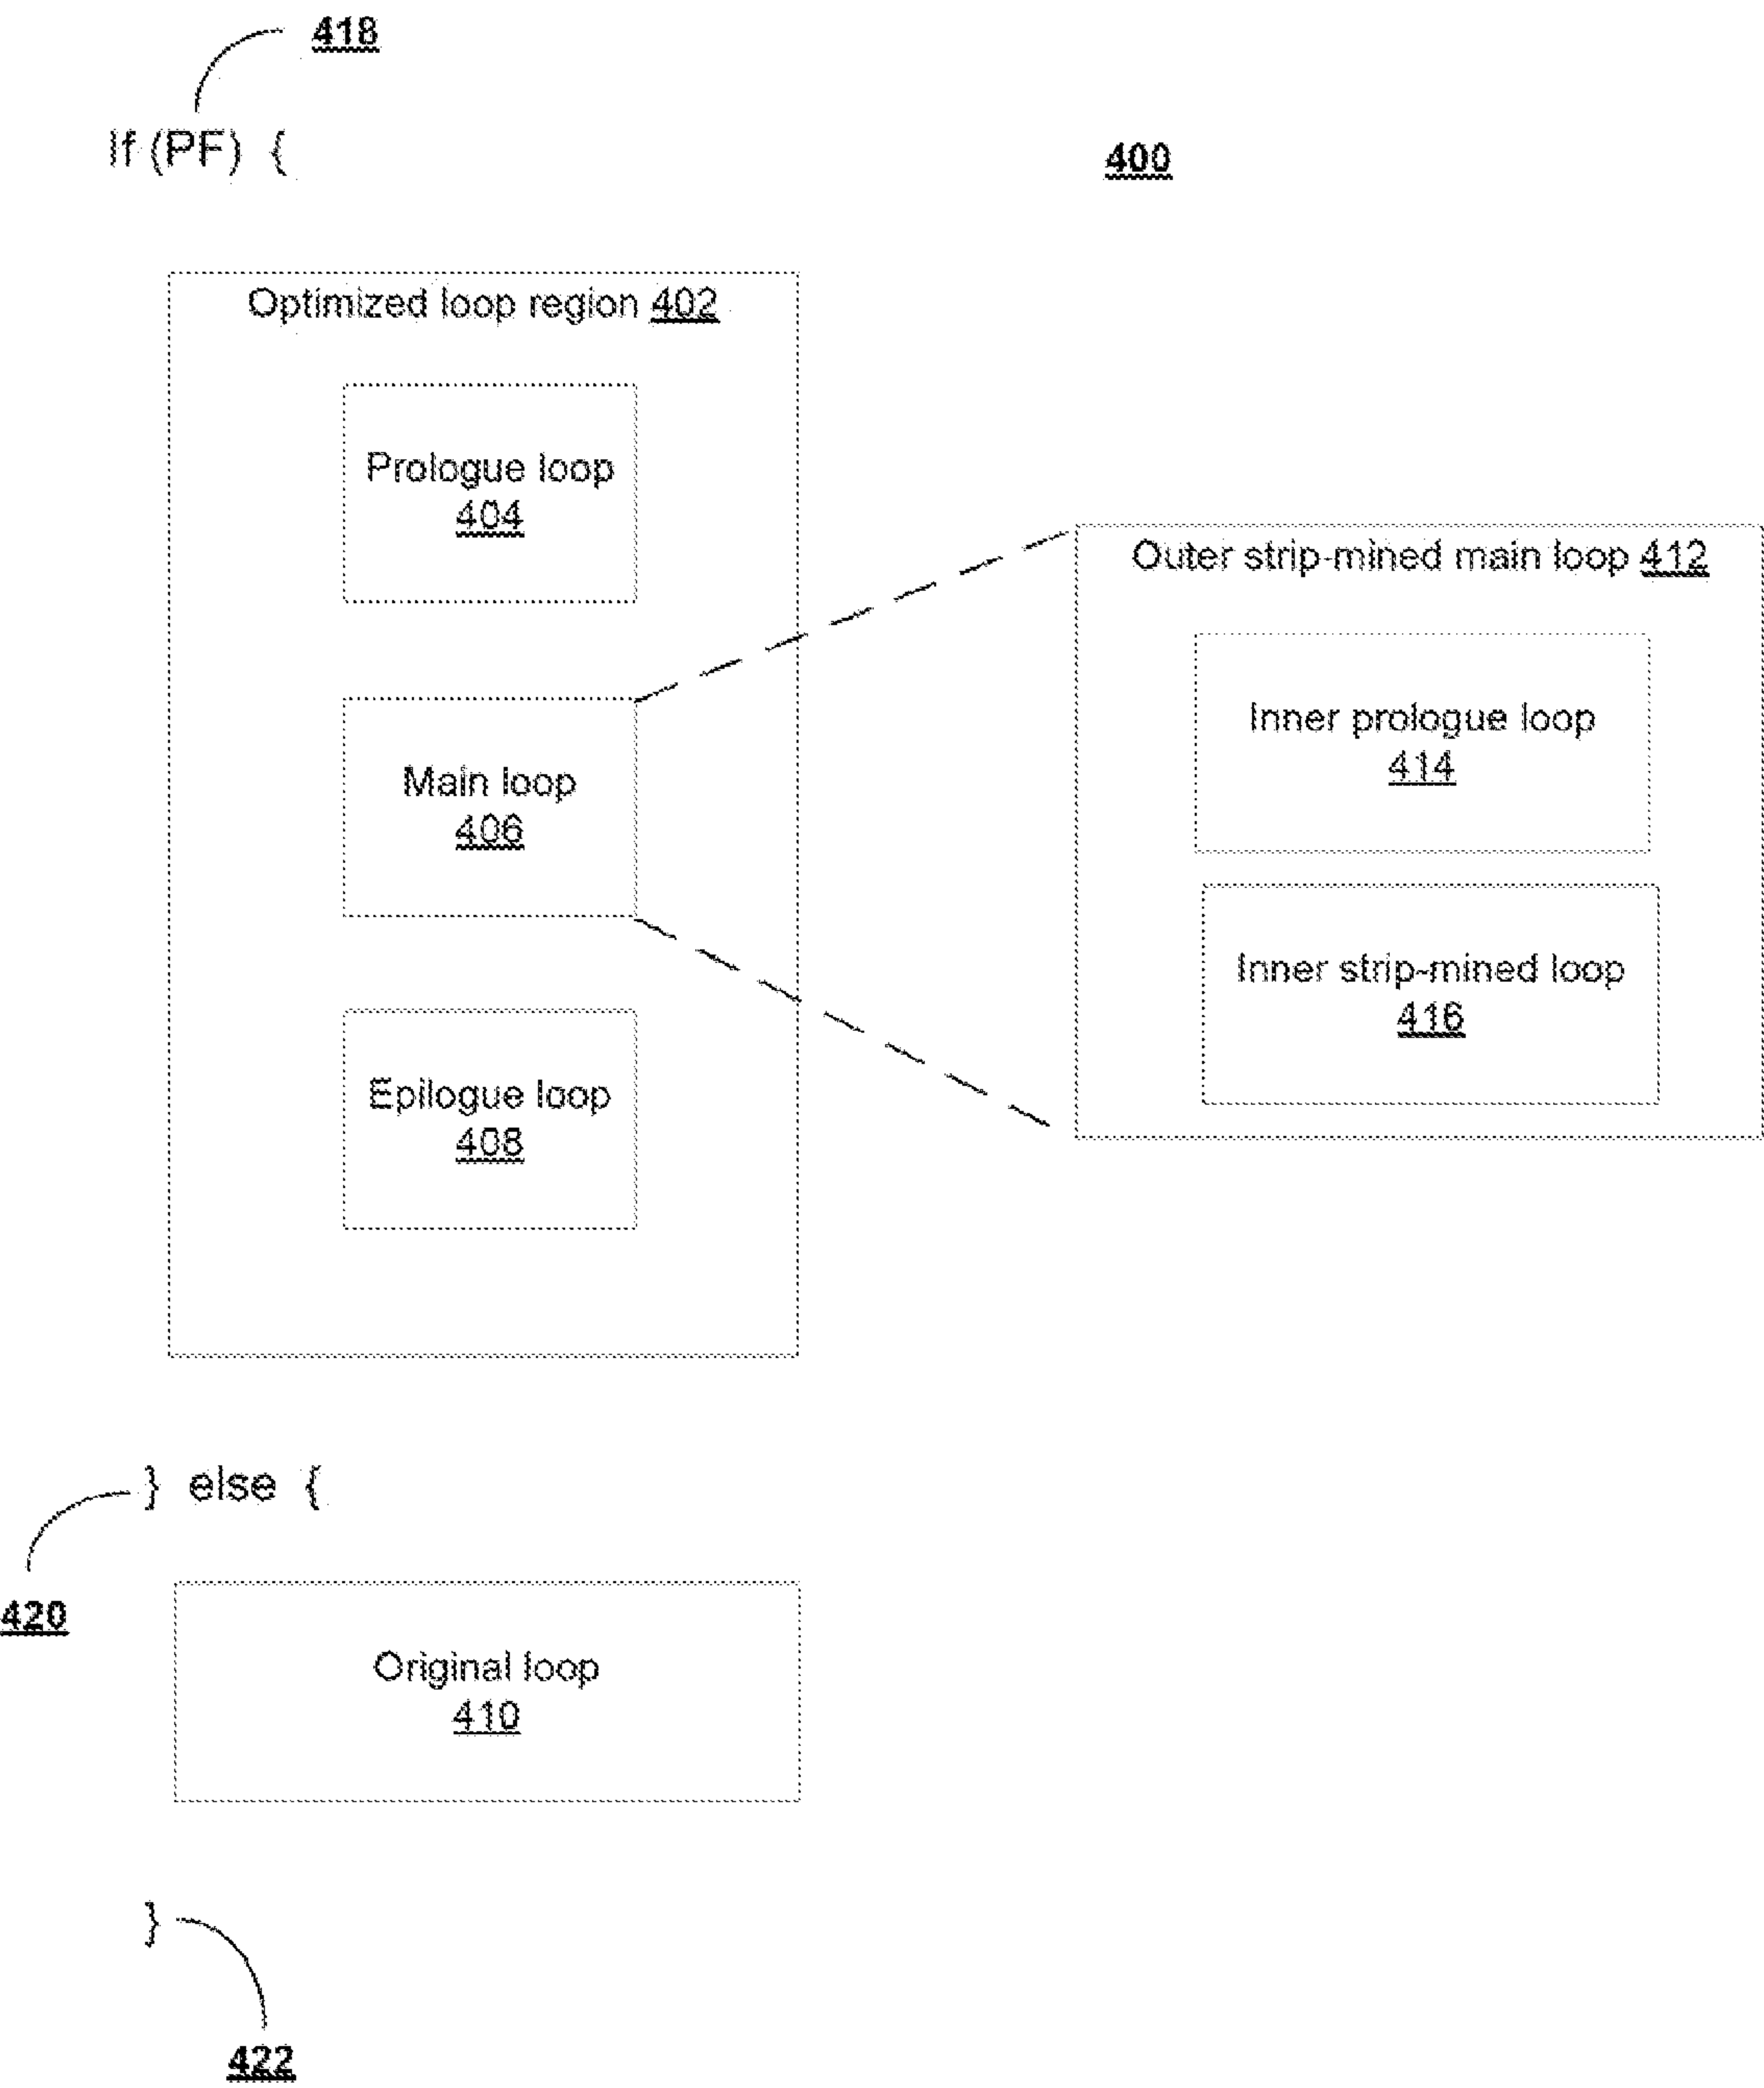 418
If (PF) {
400
Optimized loop region 402
Prologue loop
404
Main loop
406
Epilogue loop
408
Outer strip-mined main loop 412
Inner prologue loop
414
Inner strip-mined loop
416
} else {
420
Original loop
410
}
422